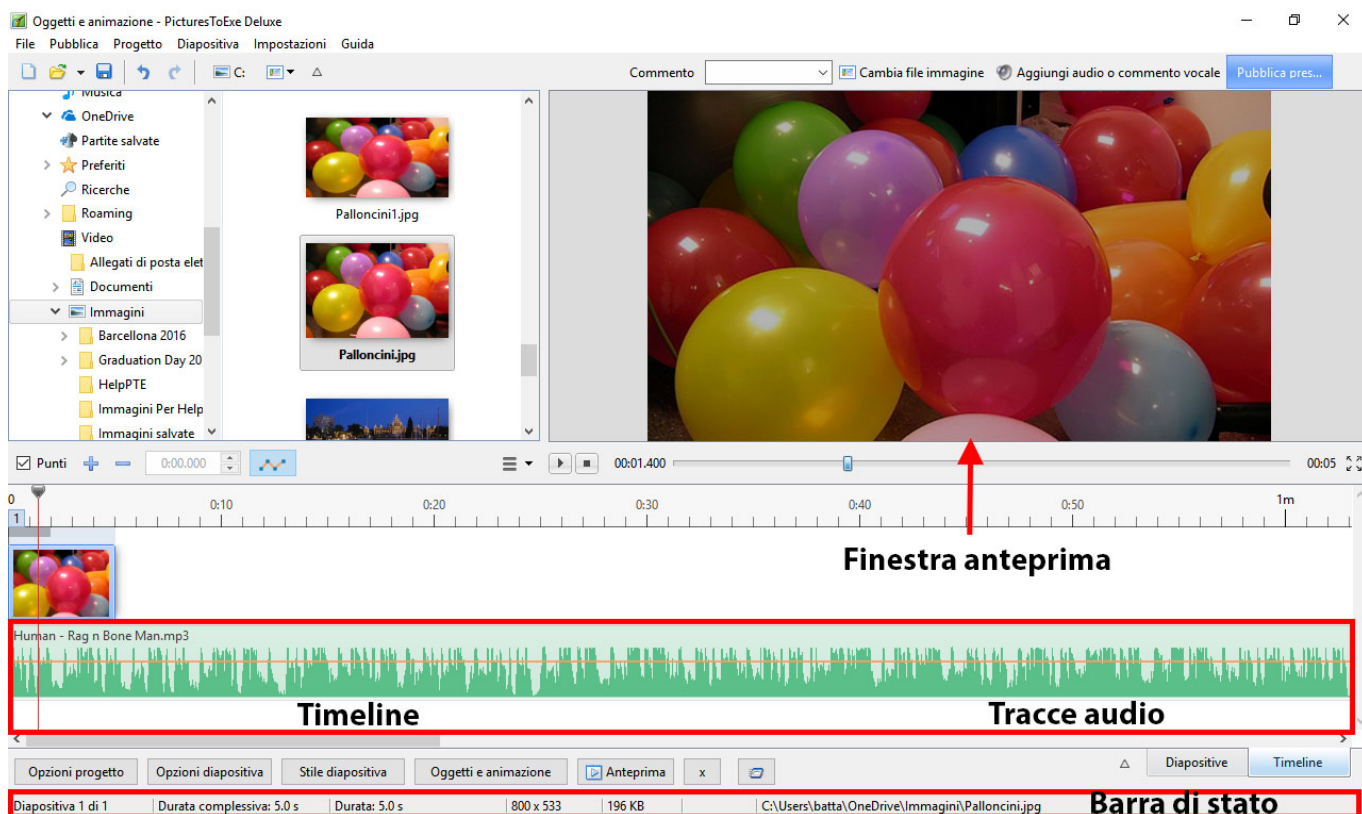 Oggetti e animazione - PicturesToExe Deluxe
File Pubblica Progetto Diapositiva Impostazioni Guida
C:
Commento
Cambia file immagine
Aggiungi audio o commento vocale
Pubblica pres...
Musica
OneDrive
Partite salvate
Preferiti
Ricerche
Roaming
Video
Allegati di posta elet
Documenti
Immagini
Barcellona 2016
Graduation Day 20
HelpPTE
Immagini Per Help
Immagini salvate
Palloncini1.jpg
Palloncini.jpg
Punti
0:00.000
00:01.400
00:05
0 0:10 0:20 0:30 0:40 0:50 1m
1
Finestra anteprima
Human - Rag n Bone Man.mp3
Timeline
Tracce audio
Opzioni progetto
Opzioni diapositiva
Stile diapositiva
Oggetti e animazione
Anteprima
x
Diapositive
Timeline
Diapositiva 1 di 1
Durata complessiva: 5.0 s
Durata: 5.0 s
800 x 533
196 KB
C:\Users\batta\OneDrive\Immagini\Palloncini.jpg
Barra di stato